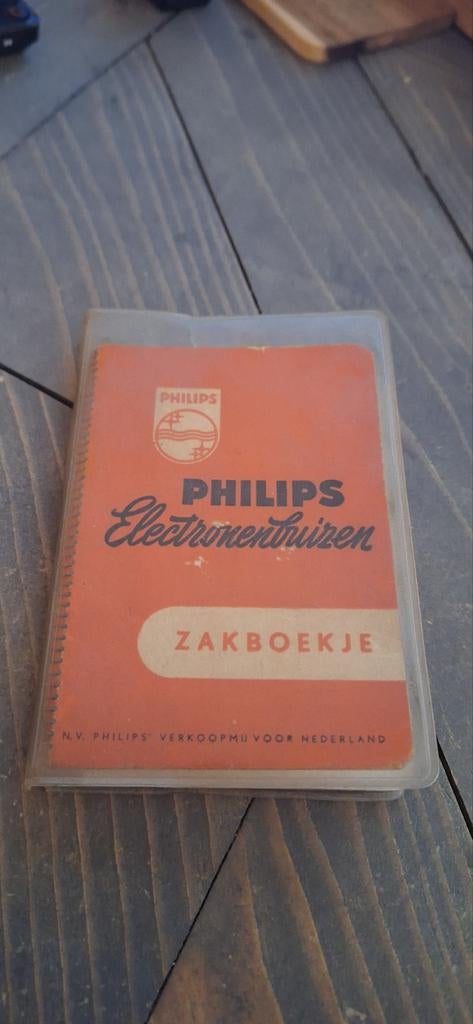 PHILIPS
PHILIPS
Electronenbuizen
ZAKBOEKJE
N.V. PHILIPS' VERKOOPMIJ VOOR NEDERLAND